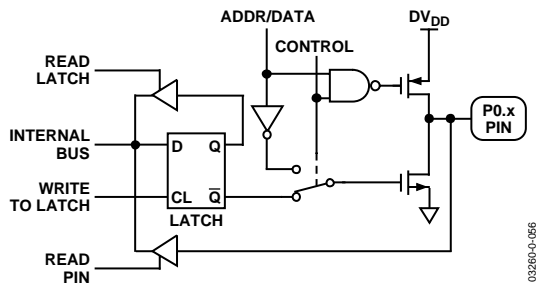 ADDR/DATA
DVDD
CONTROL
READ
LATCH
P0.x
PIN
INTERNAL
BUS
D Q
WRITE
TO LATCH
CL Q̅
LATCH
READ
PIN
03260-0-056